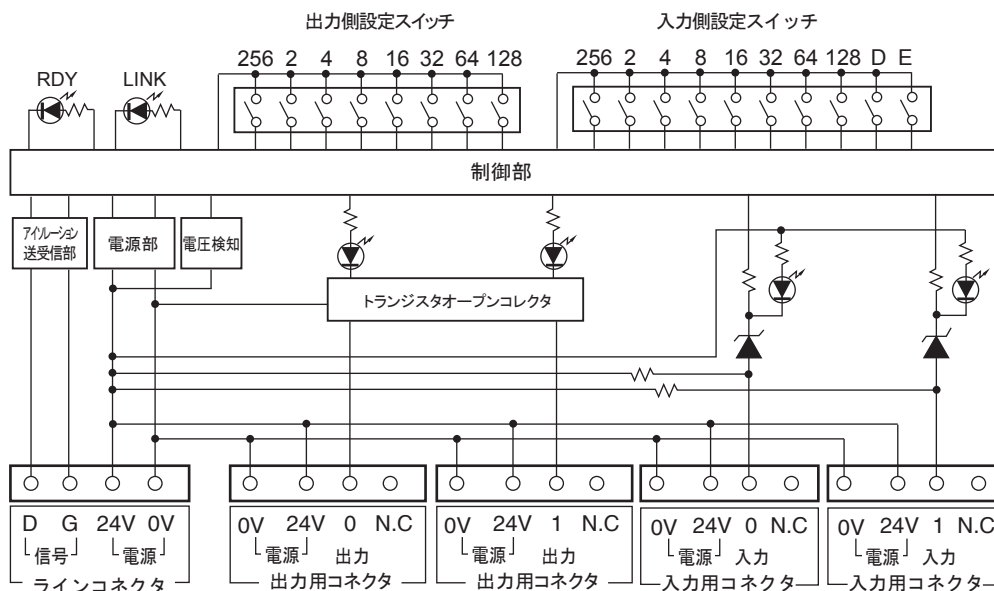 出力側設定スイッチ 入力側設定スイッチ
256 2 4 8 16 32 64 128 256 2 4 8 16 32 64 128 D E
RDY LINK
制御部
アイソレーション
送受信部
電源部 電圧検知
トランジスタオープンコレクタ
D G 24V 0V 0V 24V 0 N.C 0V 24V 1 N.C 0V 24V 0 N.C 0V 24V 1 N.C
信号 電源 電源 出力 電源 出力 電源 入力 電源 入力
ラインコネクタ 出力用コネクタ 出力用コネクタ 入力用コネクタ 入力用コネクタ